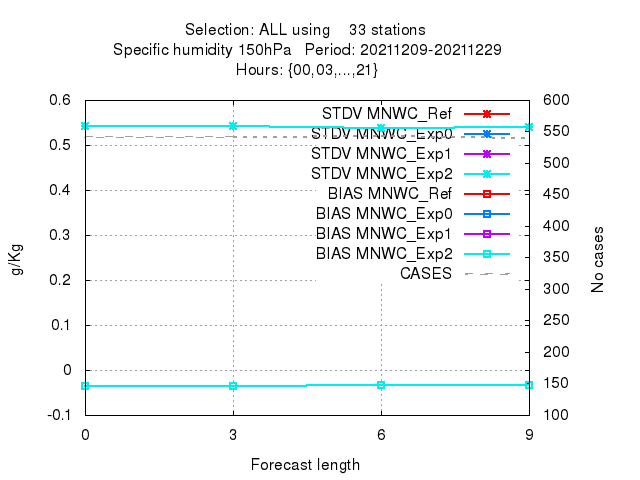 Selection: ALL using 33 stations
Specific humidity 150hPa Period: 20211209-20211229
Hours: {00,03,...,21}
0.6
0.5
0.4
0.3
0.2
0.1
0
-0.1
g/Kg
600
550
500
450
400
350
300
250
200
150
100
No cases
STDV MNWC_Ref
STDV MNWC_Exp0
STDV MNWC_Exp1
STDV MNWC_Exp2
BIAS MNWC_Ref
BIAS MNWC_Exp0
BIAS MNWC_Exp1
BIAS MNWC_Exp2
CASES
0 3 6 9
Forecast length